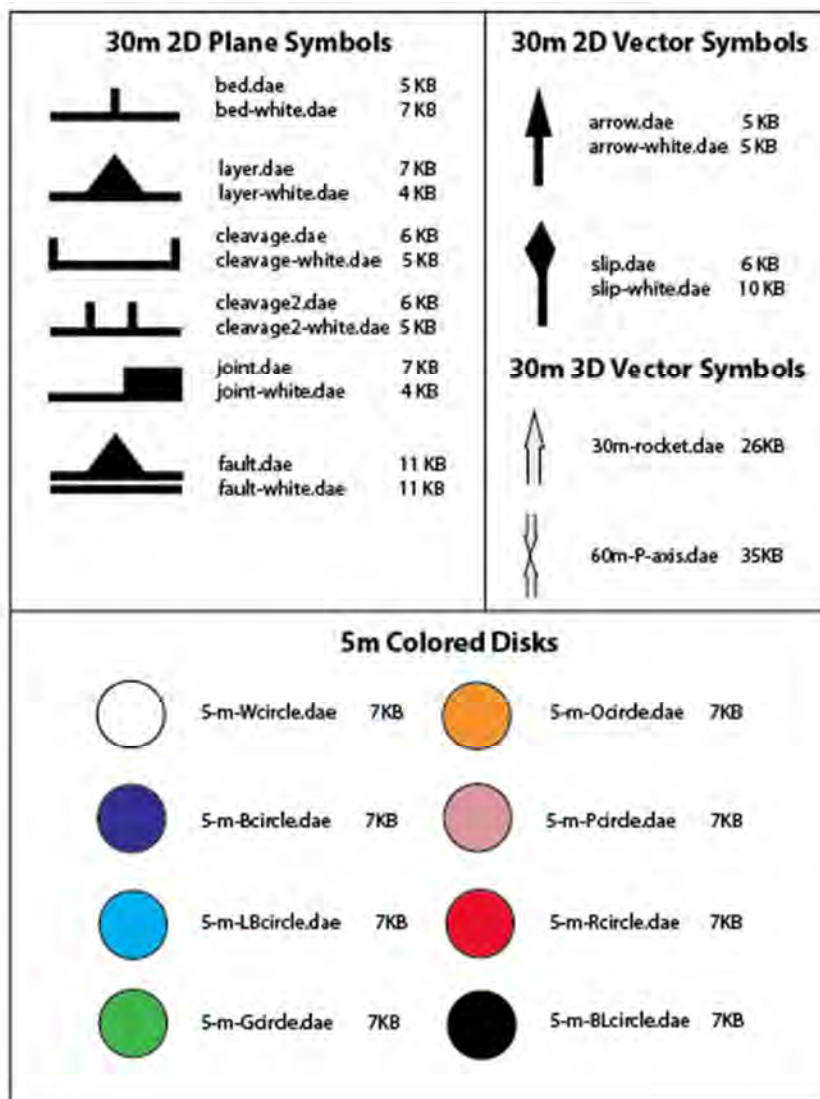 30m 2D Plane Symbols
bed.dae 5 KB
bed-white.dae 7 KB
layer.dae 7 KB
layer-white.dae 4 KB
cleavage.dae 6 KB
cleavage-white.dae 5 KB
cleavage2.dae 6 KB
cleavage2-white.dae 5 KB
joint.dae 7 KB
joint-white.dae 4 KB
fault.dae 11 KB
fault-white.dae 11 KB
30m 2D Vector Symbols
arrow.dae 5 KB
arrow-white.dae 5 KB
slip.dae 6 KB
slip-white.dae 10 KB
30m 3D Vector Symbols
30m-rocket.dae 26KB
60m-P-axis.dae 35KB
5m Colored Disks
5-m-Wcircle.dae 7KB
5-m-Ocircle.dae 7KB
5-m-Bcircle.dae 7KB
5-m-Pcircle.dae 7KB
5-m-LBcircle.dae 7KB
5-m-Rcircle.dae 7KB
5-m-Gcircle.dae 7KB
5-m-BLcircle.dae 7KB